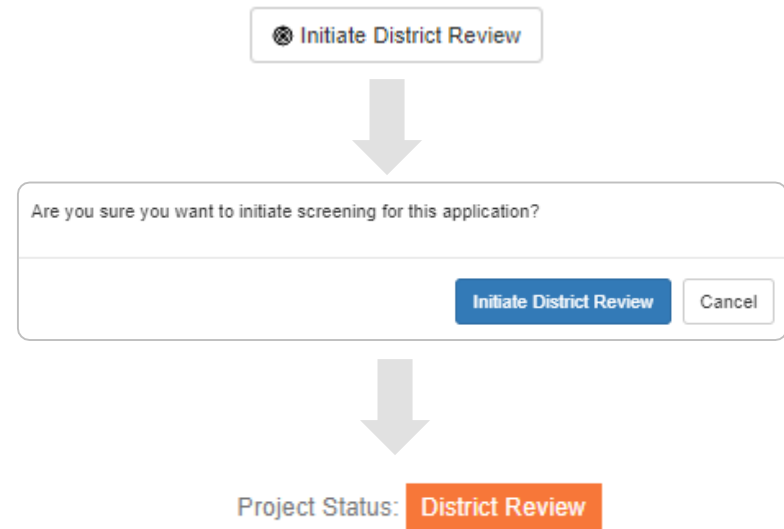 Initiate District Review
Are you sure you want to initiate screening for this application?
Initiate District Review Cancel
Project Status: District Review